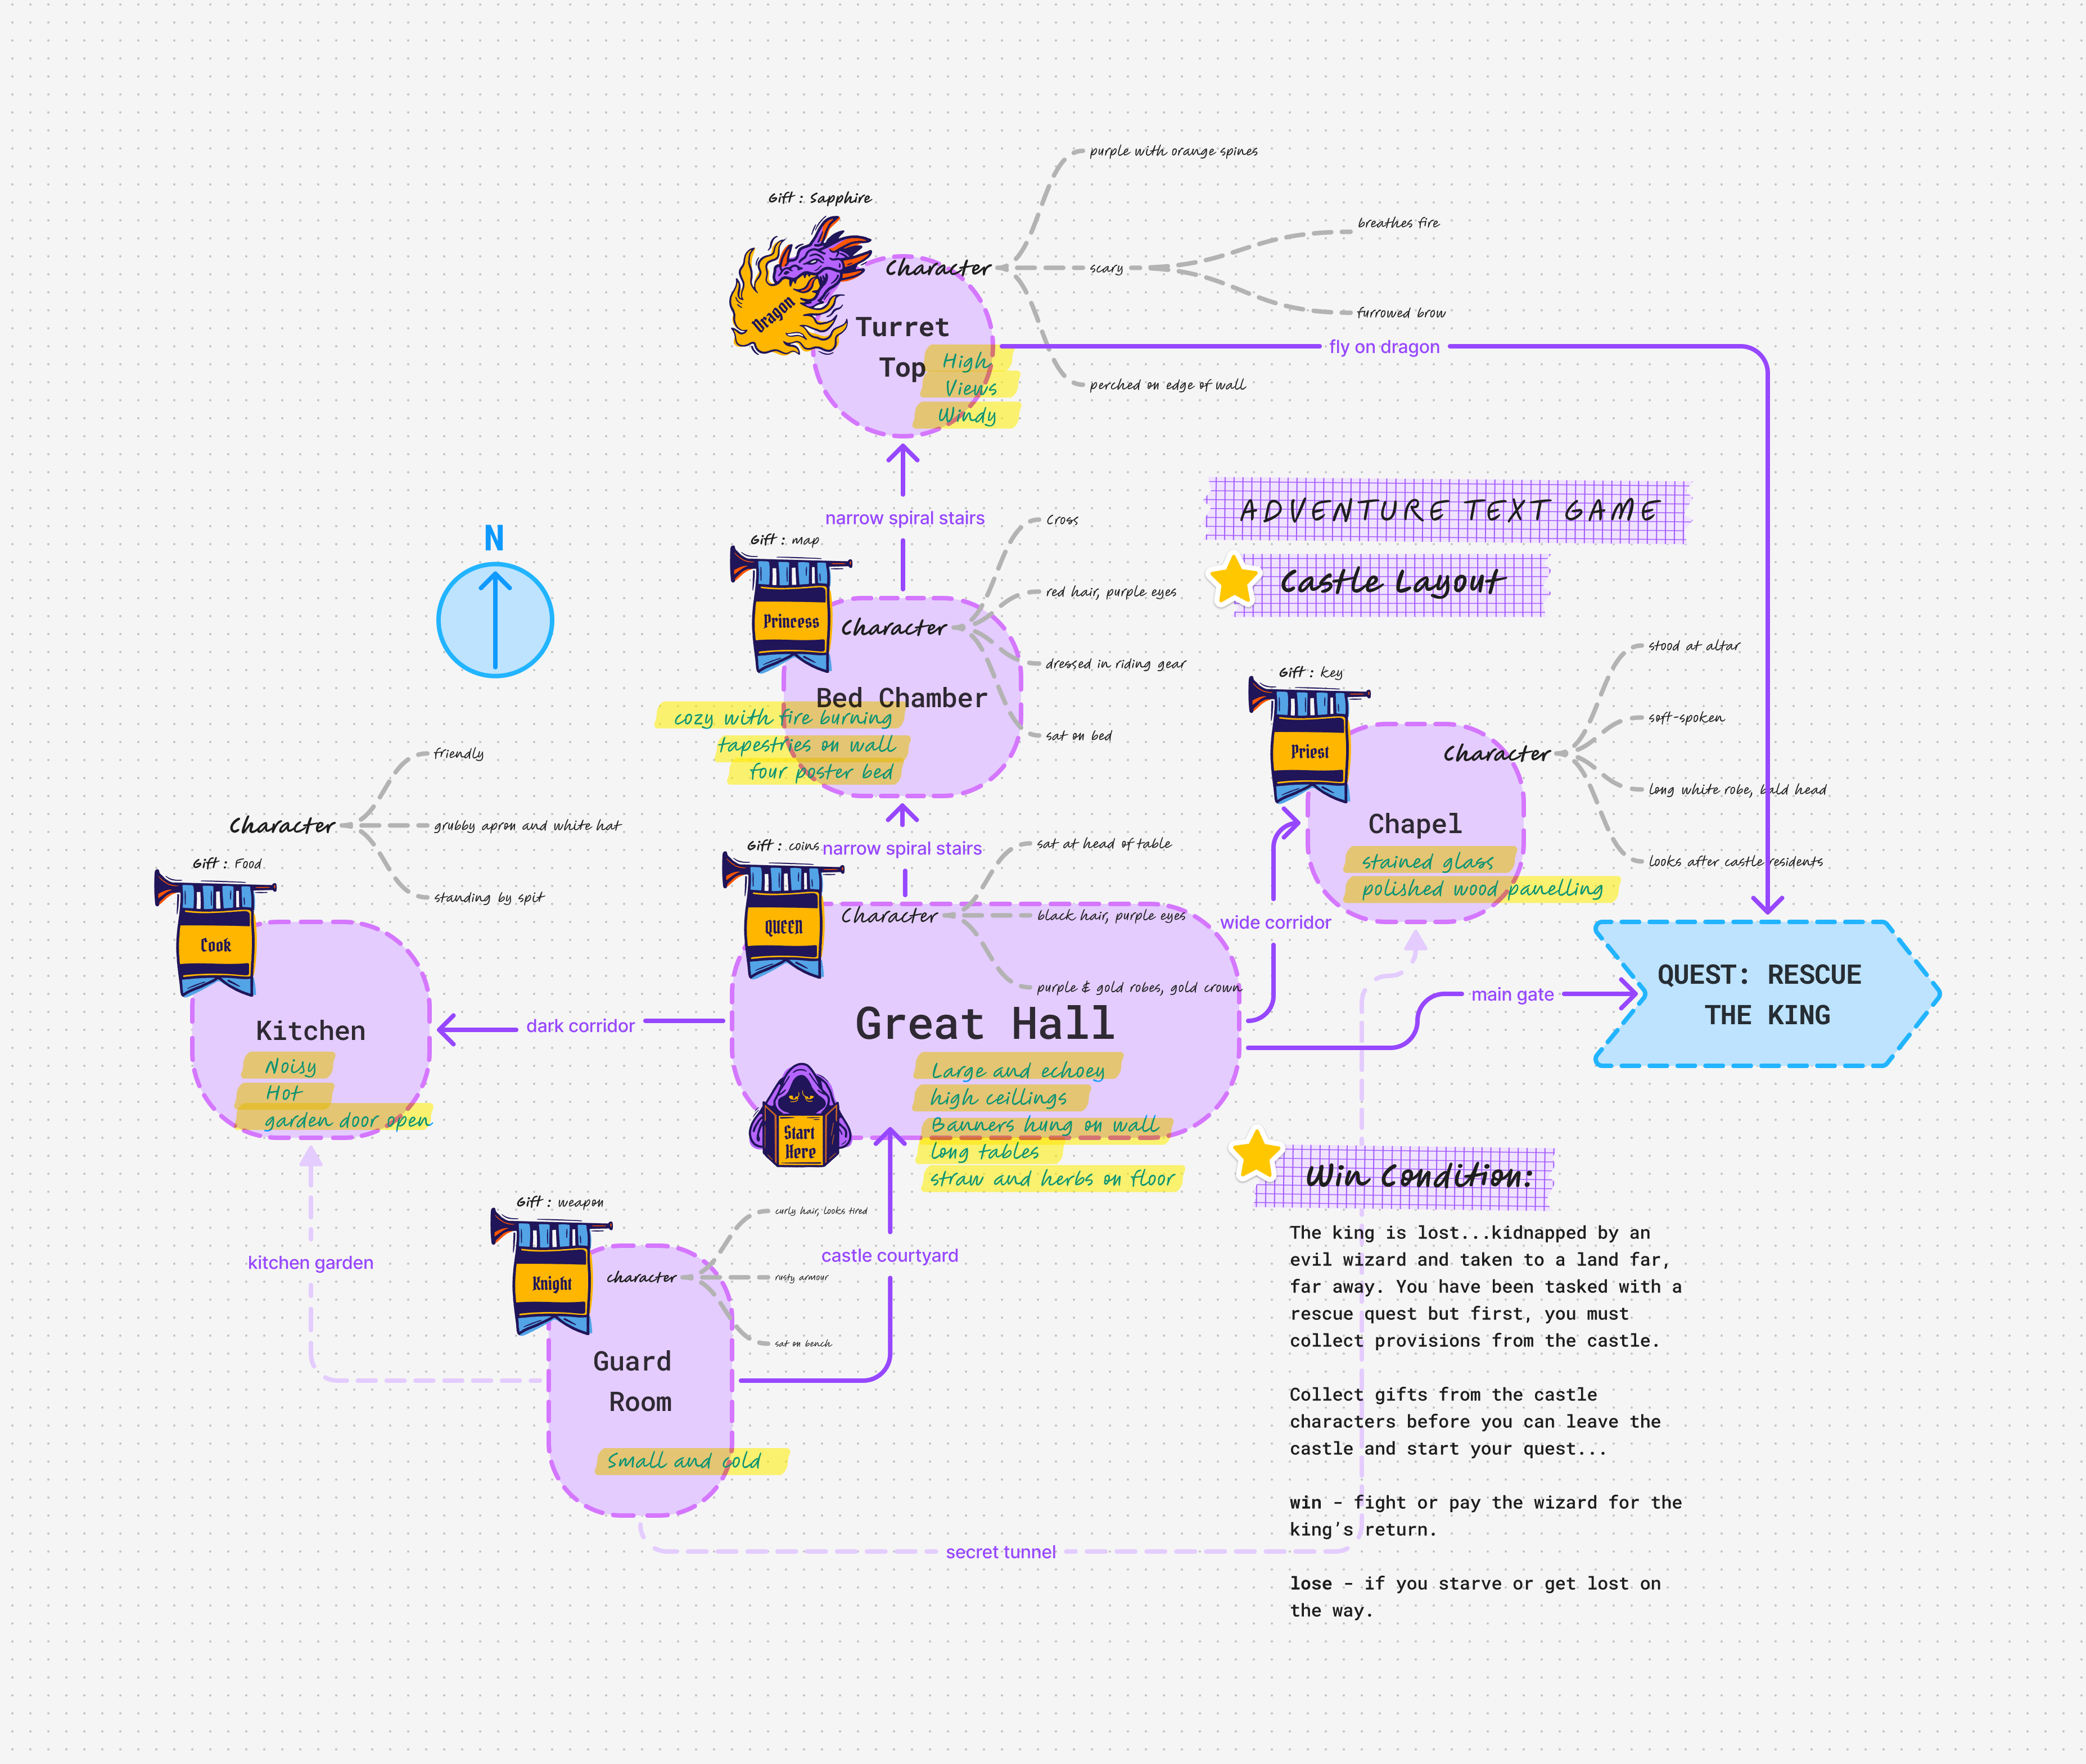 purple with orange spines
Gift : Sapphire
breathes fire
Character
scary
Dragon
furrowed brow
Turret
Top
fly on dragon
High
Views
Windy
perched on edge of wall
narrow spiral stairs
ADVENTURE TEXT GAME
Castle Layout
N
Gift : map
Cross
red hair, purple eyes
Princess
Character
dressed in riding gear
Bed Chamber
cozy with fire burning
tapestries on wall
four poster bed
sat on bed
Gift : key
stood at altar
soft-spoken
Priest
Character
long white robe, bald head
Chapel
looks after castle residents
stained glass
polished wood panelling
friendly
Character
grubby apron and white hat
standing by spit
Gift : Food
Cook
Kitchen
Noisy
Hot
garden door open
dark corridor
Gift : coins
narrow spiral stairs
sat at head of table
Character
black hair, purple eyes
QUEEN
purple & gold robes, gold crown
Great Hall
Start
Here
Large and echoey
high ceillings
Banners hung on wall
long tables
straw and herbs on floor
wide corridor
main gate
QUEST: RESCUE
THE KING
Gift : weapon
curly hair, looks tired
Knight
character
rusty armour
sat on bench
castle courtyard
kitchen garden
Guard
Room
Small and cold
secret tunnel
Win Condition:
The king is lost...kidnapped by an
evil wizard and taken to a land far,
far away. You have been tasked with a
rescue quest but first, you must
collect provisions from the castle.
Collect gifts from the castle
characters before you can leave the
castle and start your quest...
win - fight or pay the wizard for the
king’s return.
lose - if you starve or get lost on
the way.